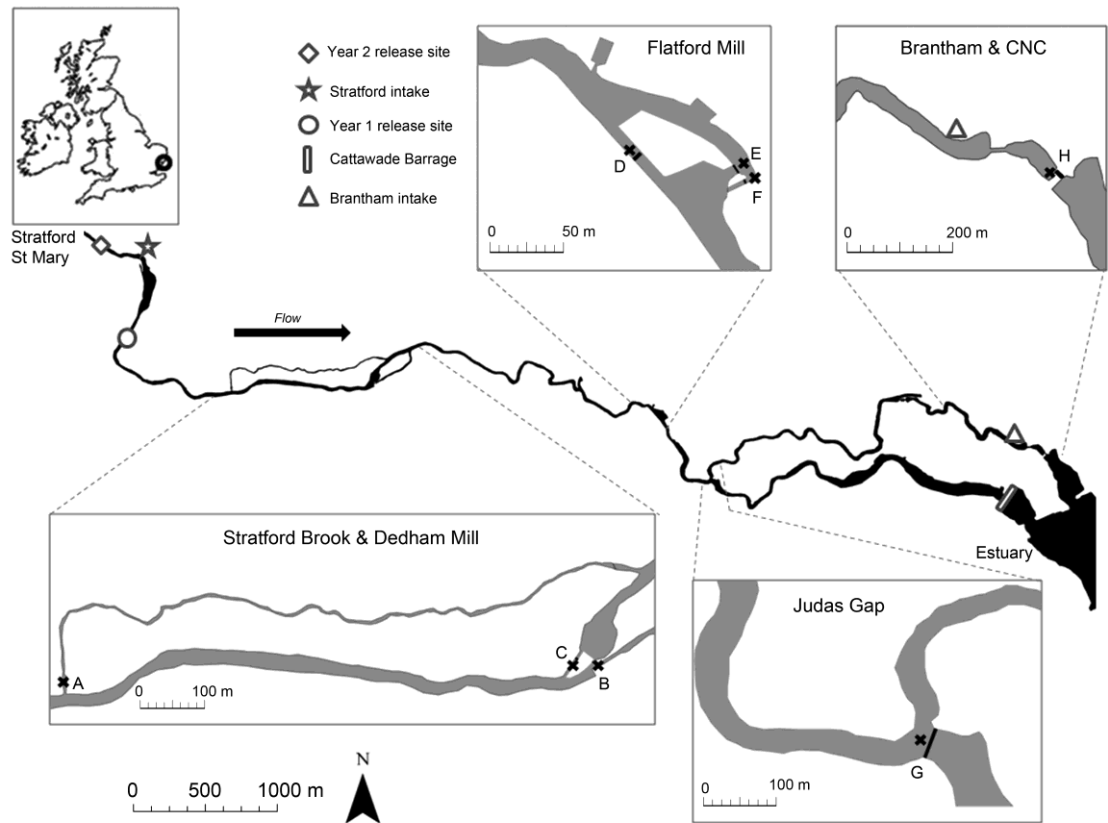 Year 2 release site
Stratford intake
Year 1 release site
Cattawade Barrage
Brantham intake
Flatford Mill
D
E
F
0 50 m
Brantham & CNC
H
0 200 m
Stratford
St Mary
Flow
Estuary
Stratford Brook & Dedham Mill
A
C
B
0 100 m
Judas Gap
G
0 100 m
0 500 1000 m
N